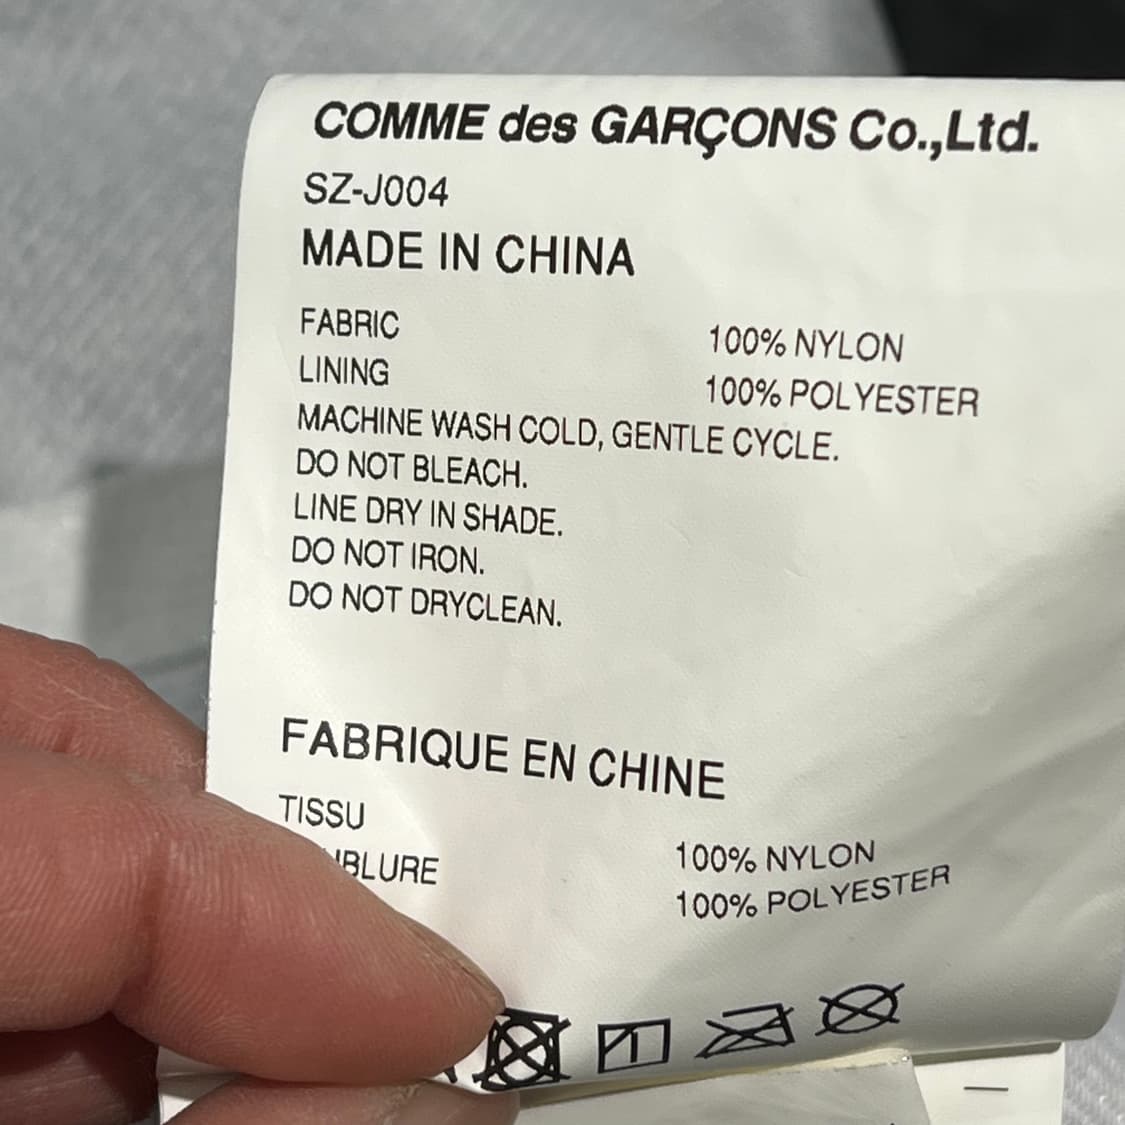 COMME des GARÇONS Co.,Ltd.
SZ-J004
MADE IN CHINA
FABRIC 100% NYLON
LINING 100% POLYESTER
MACHINE WASH COLD, GENTLE CYCLE.
DO NOT BLEACH.
LINE DRY IN SHADE.
DO NOT IRON.
DO NOT DRYCLEAN.
FABRIQUE EN CHINE
TISSU 100% NYLON
BLURE 100% POLYESTER